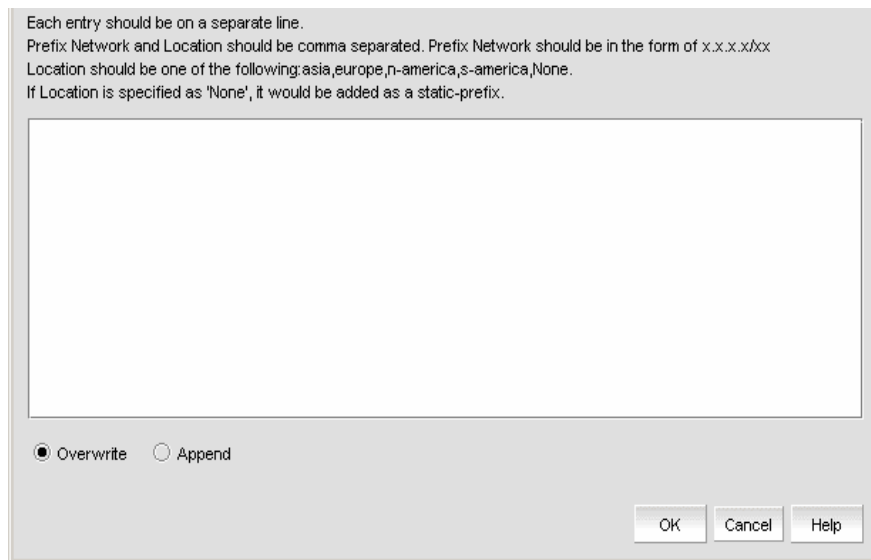 Each entry should be on a separate line.
Prefix Network and Location should be comma separated. Prefix Network should be in the form of x.x.x.x/xx
Location should be one of the following:asia,europe,n-america,s-america,None.
If Location is specified as 'None', it would be added as a static-prefix.
Overwrite Append
OK Cancel Help